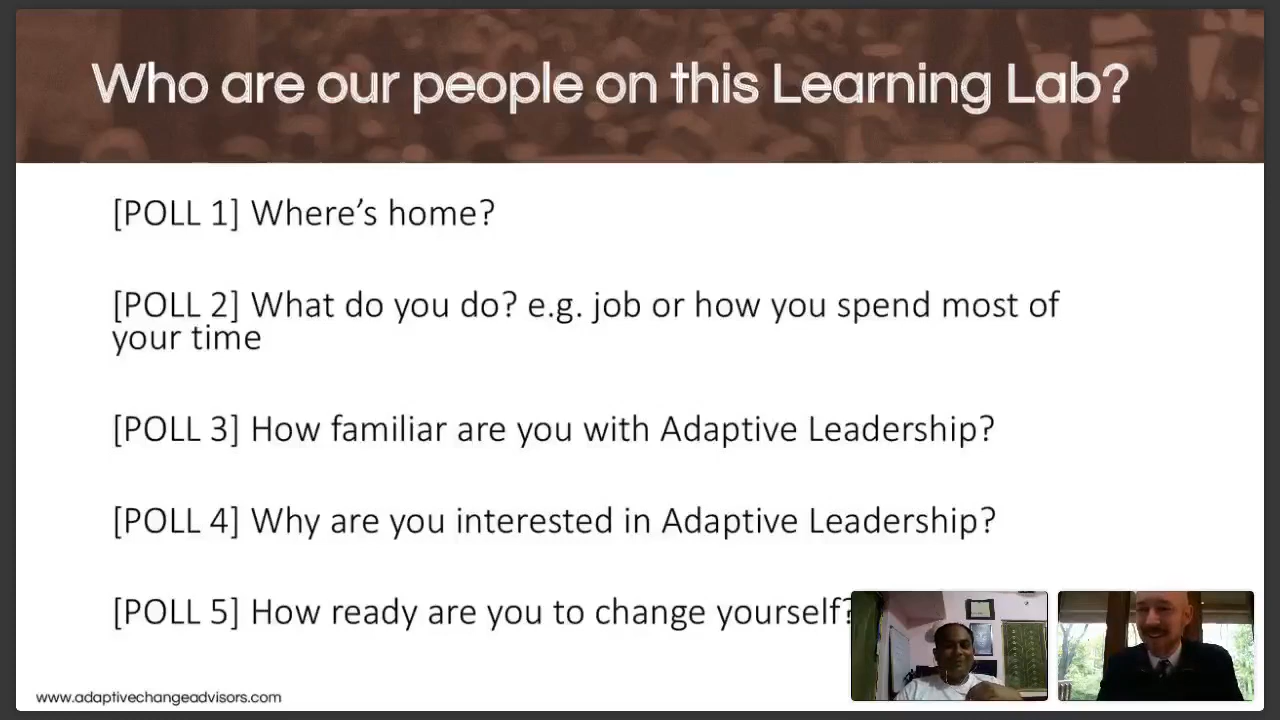 Who are our people on this Learning Lab?
[POLL 1] Where’s home?
[POLL 2] What do you do? e.g. job or how you spend most of
your time
[POLL 3] How familiar are you with Adaptive Leadership?
[POLL 4] Why are you interested in Adaptive Leadership?
[POLL 5] How ready are you to change yourself?
www.adaptivechangeadvisors.com